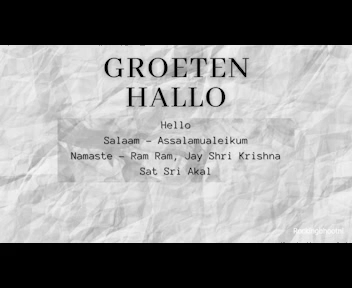 GROETEN
HALLO
Hello
Salaam - Assalamualeikum
Namaste - Ram Ram, Jay Shri Krishna
Sat Sri Akal